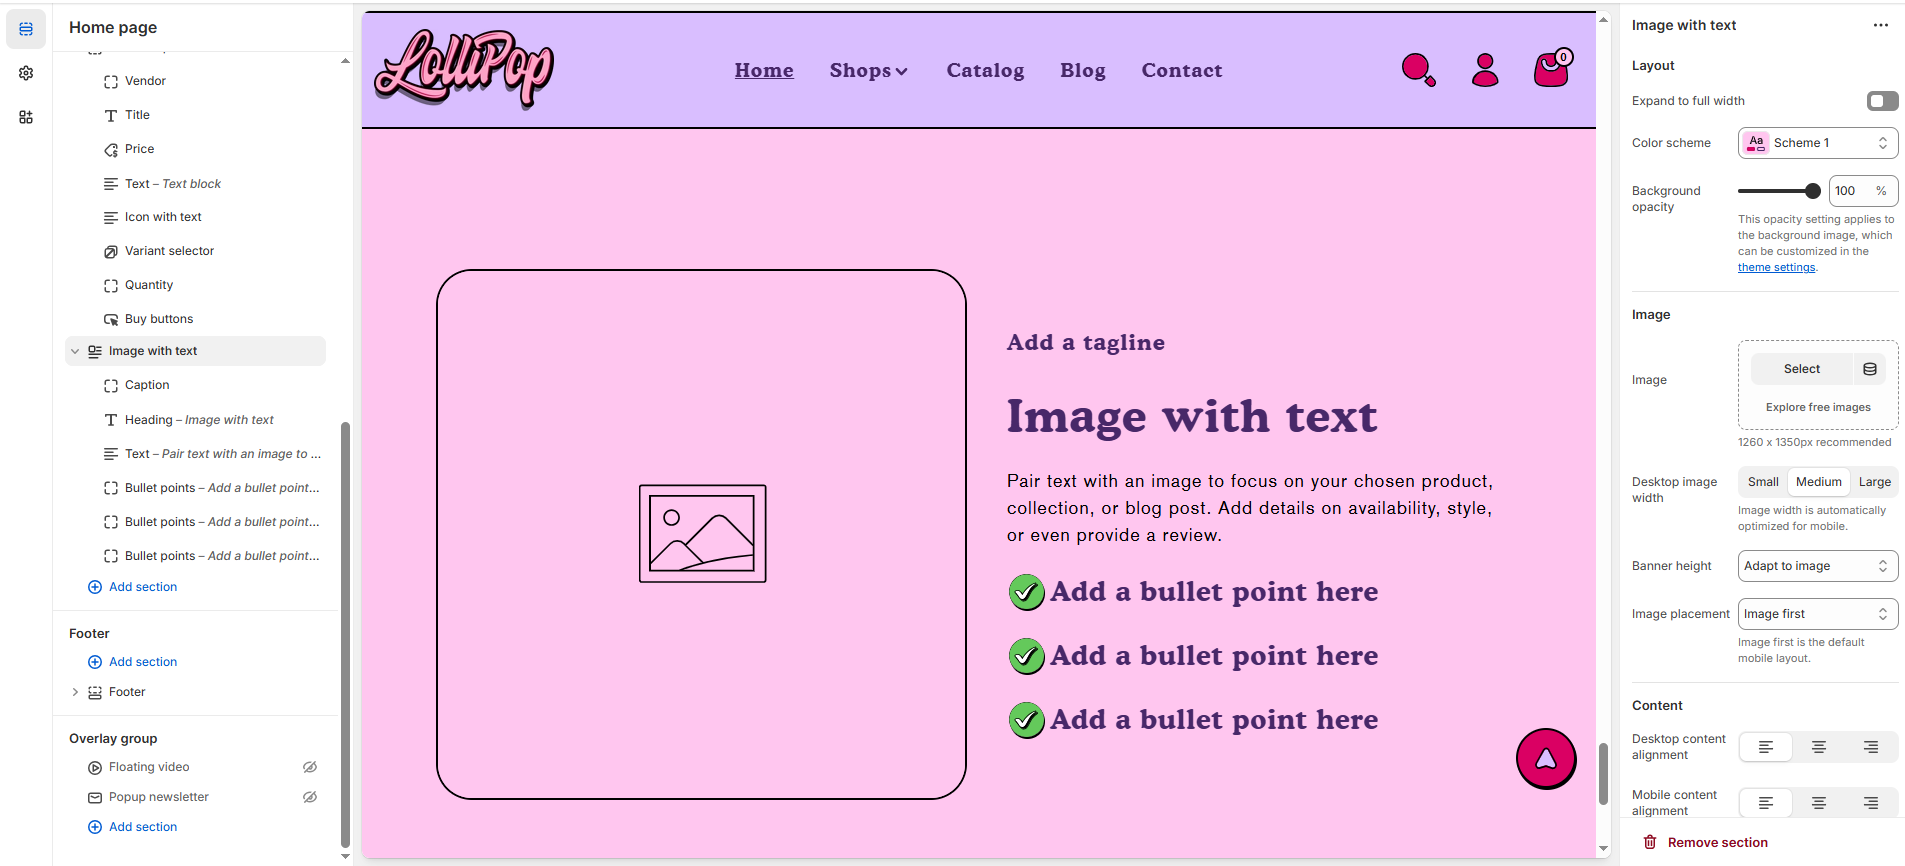 Home page
Vendor
Title
Price
Text – Text block
Icon with text
Variant selector
Quantity
Buy buttons
Image with text
Caption
Heading – Image with text
Text – Pair text with an image to ...
Bullet points – Add a bullet point...
Bullet points – Add a bullet point...
Bullet points – Add a bullet point...
Add section
Footer
Add section
Footer
Overlay group
Floating video
Popup newsletter
Add section
LolliPop
Home
Shops
Catalog
Blog
Contact
0
Add a tagline
Image with text
Pair text with an image to focus on your chosen product,
collection, or blog post. Add details on availability, style,
or even provide a review.
Add a bullet point here
Add a bullet point here
Add a bullet point here
Image with text
Layout
Expand to full width
Color scheme
Aa
Scheme 1
Background
opacity
100 %
This opacity setting applies to
the background image, which
can be customized in the
theme settings.
Image
Image
Select
Explore free images
1260 x 1350px recommended
Desktop image
width
Small Medium Large
Image width is automatically
optimized for mobile.
Banner height
Adapt to image
Image placement
Image first
Image first is the default
mobile layout.
Content
Desktop content
alignment
Mobile content
alignment
Remove section